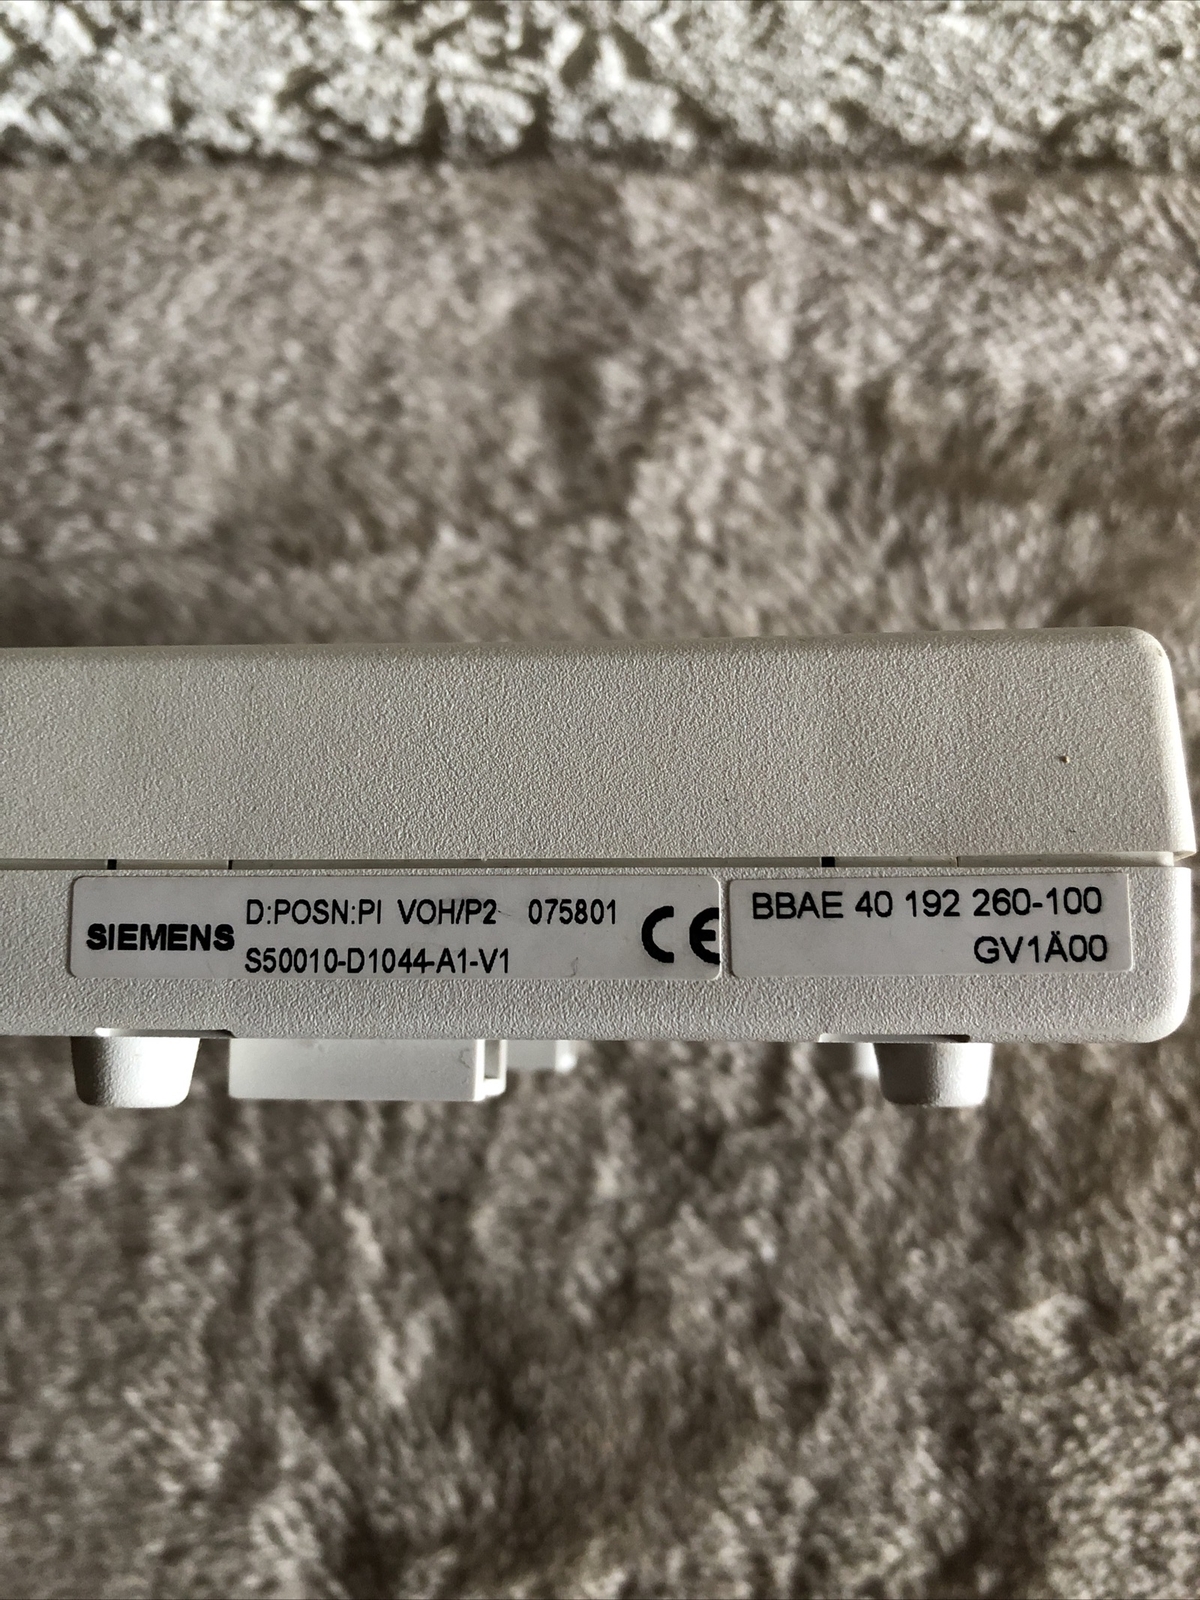 SIEMENS
D:POSN:PI VOH/P2 075801
S50010-D1044-A1-V1
CE
BBAE 40 192 260-100
GV1Ä00